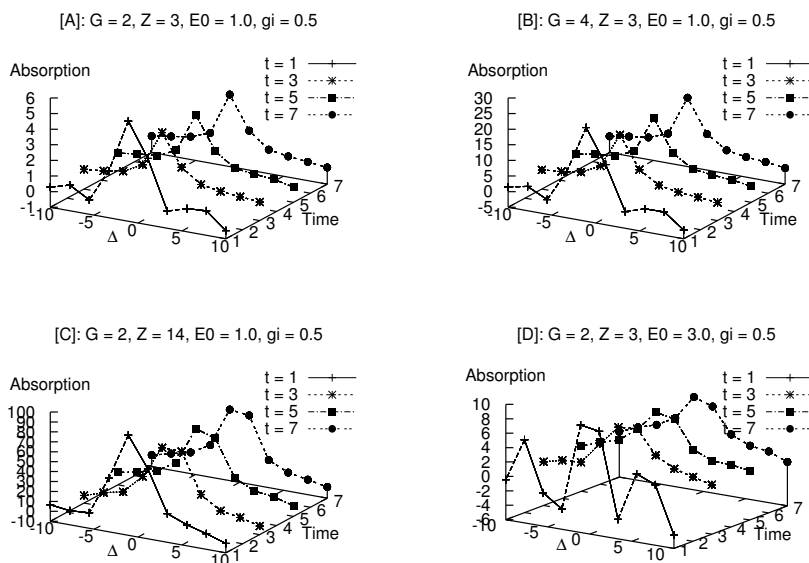 [A]: G = 2, Z = 3, E0 = 1.0, gi = 0.5
Absorption
t = 1
t = 3
t = 5
t = 7
6
5
4
3
2
1
0
-1
-10
-5
0
5
10
Δ
1
2
3
4
5
6
7
Time
[B]: G = 4, Z = 3, E0 = 1.0, gi = 0.5
Absorption
t = 1
t = 3
t = 5
t = 7
30
25
20
15
10
5
0
-5
-10
-5
0
5
10
Δ
1
2
3
4
5
6
7
Time
[C]: G = 2, Z = 14, E0 = 1.0, gi = 0.5
Absorption
t = 1
t = 3
t = 5
t = 7
100
90
80
70
60
50
40
30
20
10
0
-10
-10
-5
0
5
10
Δ
1
2
3
4
5
6
7
Time
[D]: G = 2, Z = 3, E0 = 3.0, gi = 0.5
Absorption
t = 1
t = 3
t = 5
t = 7
10
8
6
4
2
0
-2
-4
-6
-10
-5
0
5
10
Δ
1
2
3
4
5
6
7
Time